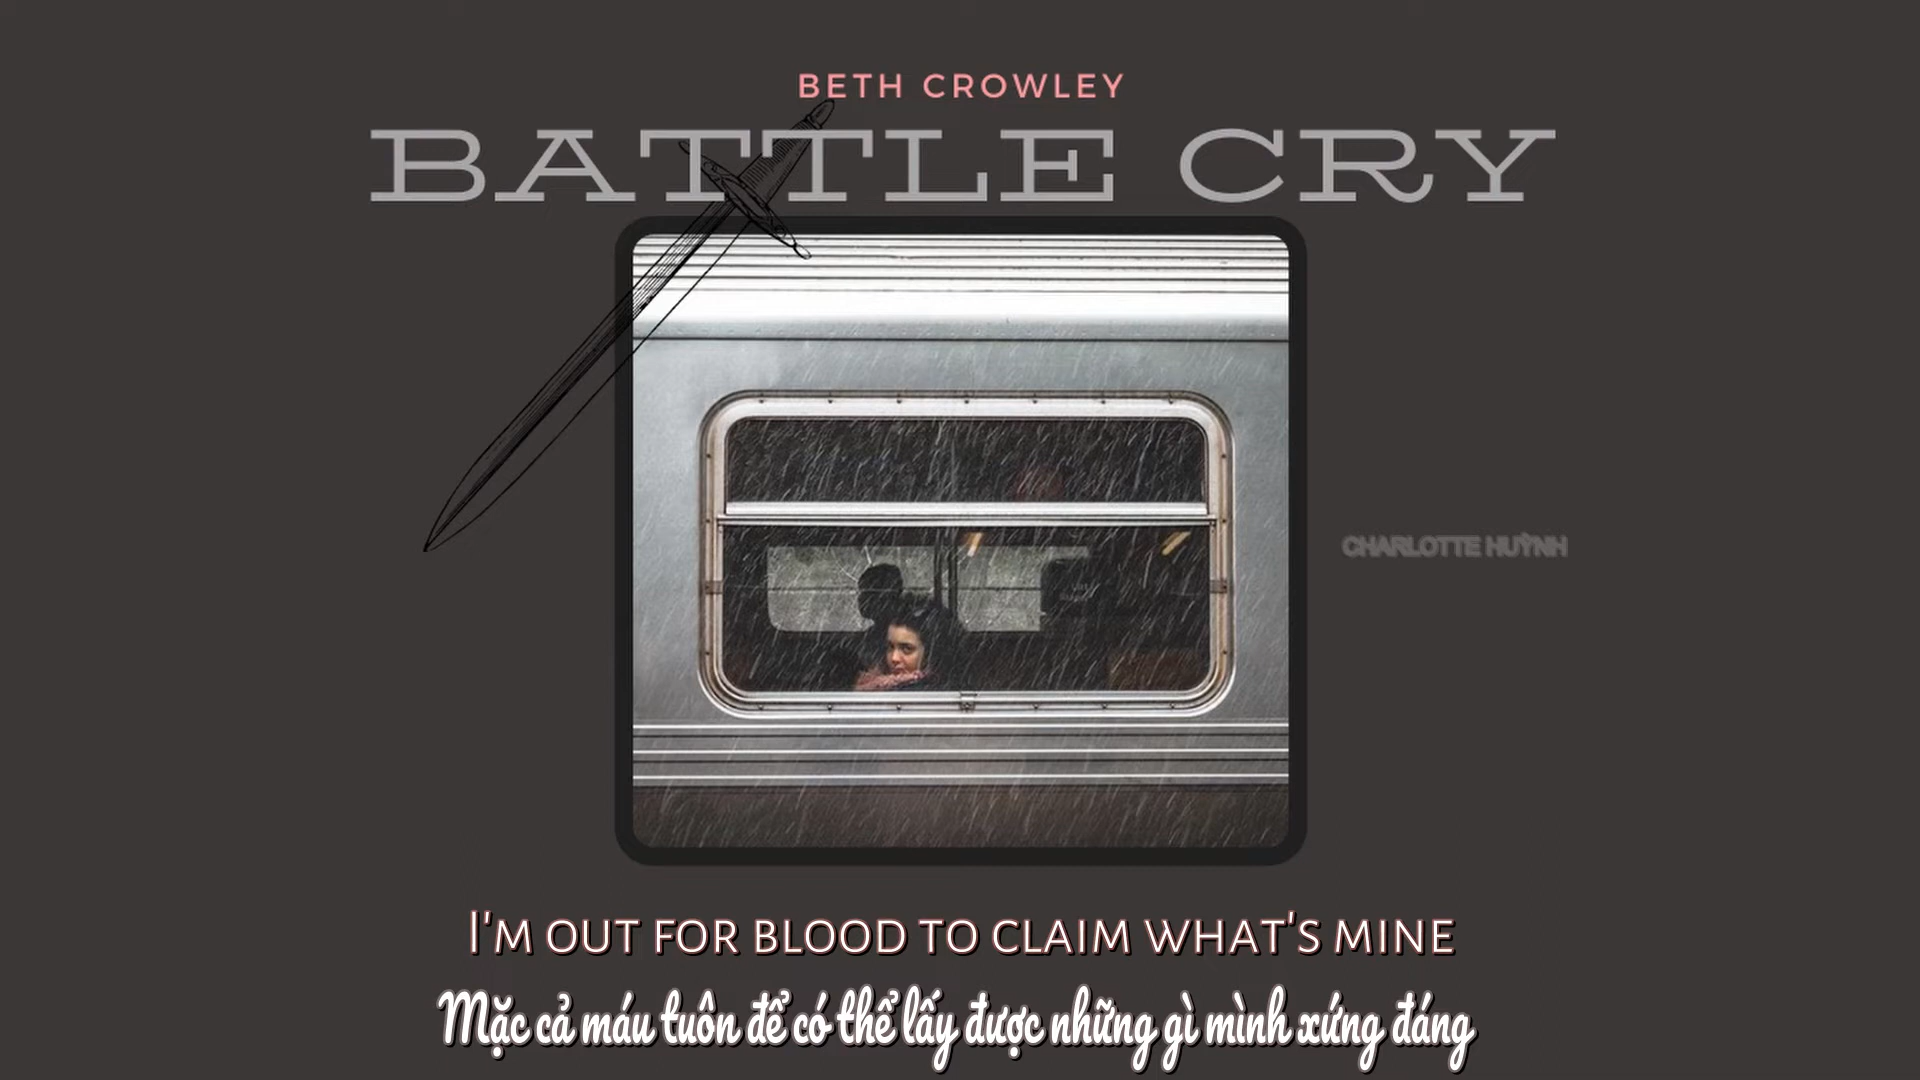 BETH CROWLEY
BATTLE CRY
CHARLOTTE HUỲNH
I'M OUT FOR BLOOD TO CLAIM WHAT'S MINE
Mặc cả máu tuôn để có thể lấy được những gì mình xứng đáng